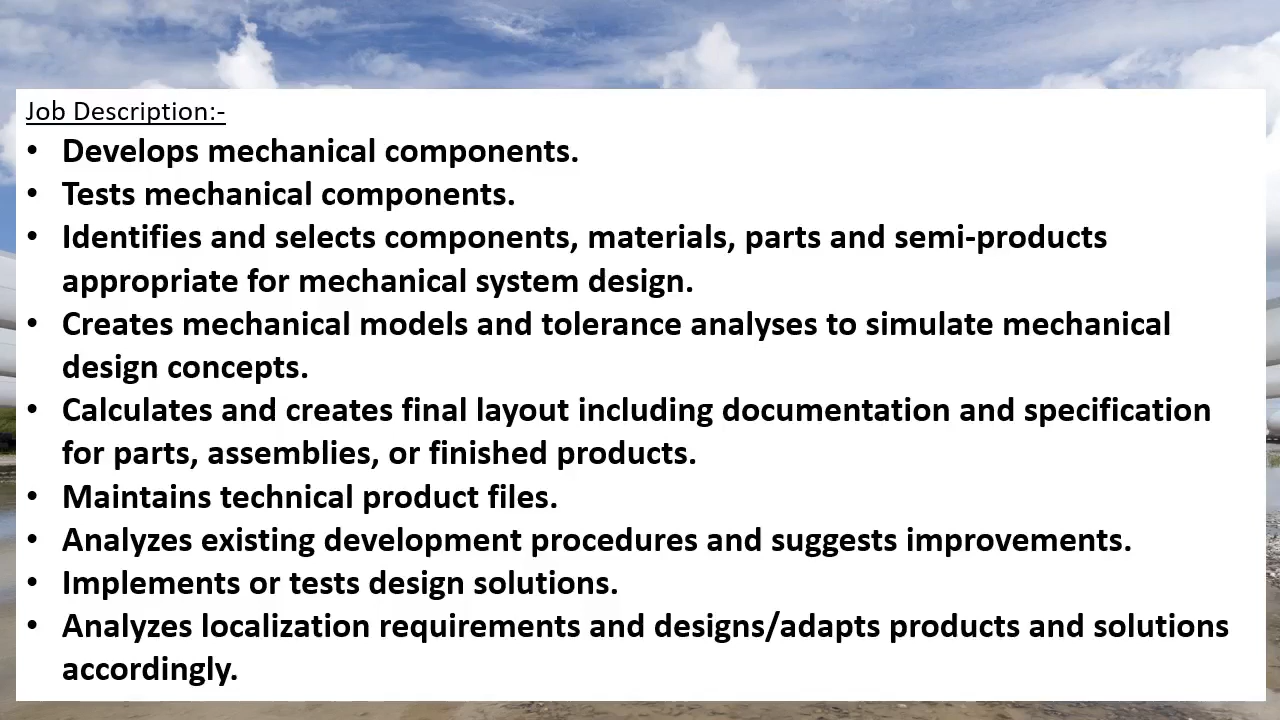 Job Description:-
• Develops mechanical components.
• Tests mechanical components.
• Identifies and selects components, materials, parts and semi-products
appropriate for mechanical system design.
• Creates mechanical models and tolerance analyses to simulate mechanical
design concepts.
• Calculates and creates final layout including documentation and specification
for parts, assemblies, or finished products.
• Maintains technical product files.
• Analyzes existing development procedures and suggests improvements.
• Implements or tests design solutions.
• Analyzes localization requirements and designs/adapts products and solutions
accordingly.